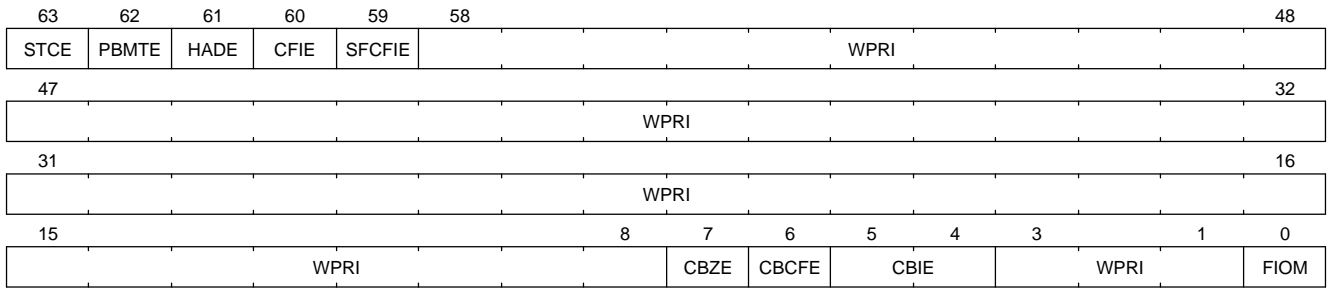 63 62 61 60 59 58 48
STCE PBMTE HADE CFIE SFCFIE WPRI
47 32
WPRI
31 16
WPRI
15 8 7 6 5 4 3 1 0
WPRI CBZE CBCFE CBIE WPRI FIOM